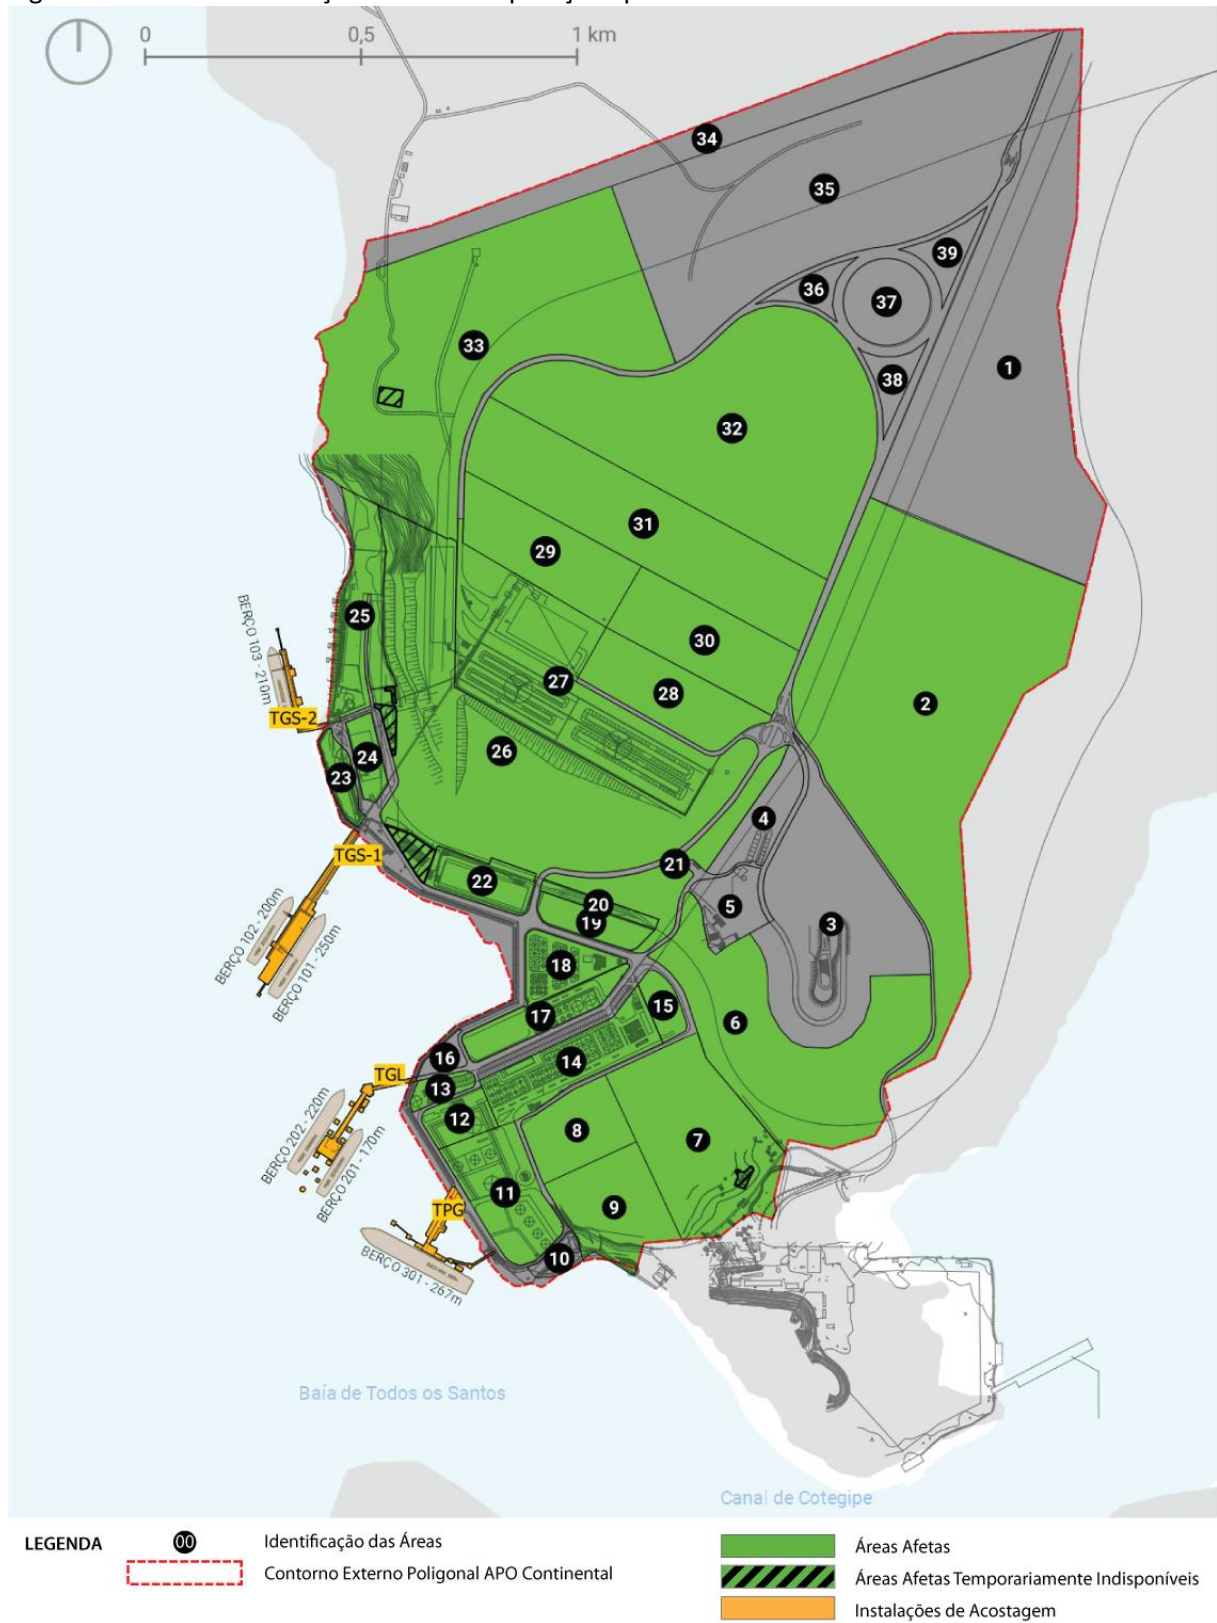 0 0,5 1 km
34
35
39
36
37
33
38
1
32
31
29
25
30
BERÇO 103 - 210m
27
28
2
TGS-2
26
24
23
4
TGS-1
21
22
20
5
19
3
BERÇO 102 - 200m
BERÇO 101 - 250m
18
15
17
6
16
14
TGL
13
12
8
7
BERÇO 202 - 220m
BERÇO 201 - 170m
11
9
TPG
10
BERÇO 301 - 267m
Baía de Todos os Santos
Canal de Cotegipe
LEGENDA
00 Identificação das Áreas
Contorno Externo Poligonal APO Continental
Áreas Afetas
Áreas Afetas Temporariamente Indisponíveis
Instalações de Acostagem